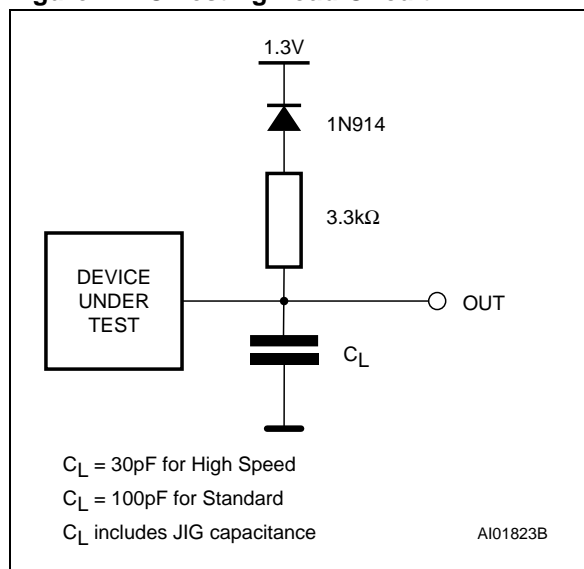 1.3V
1N914
3.3kΩ
DEVICE
UNDER
TEST
OUT
CL
CL = 30pF for High Speed
CL = 100pF for Standard
CL includes JIG capacitance
AI01823B